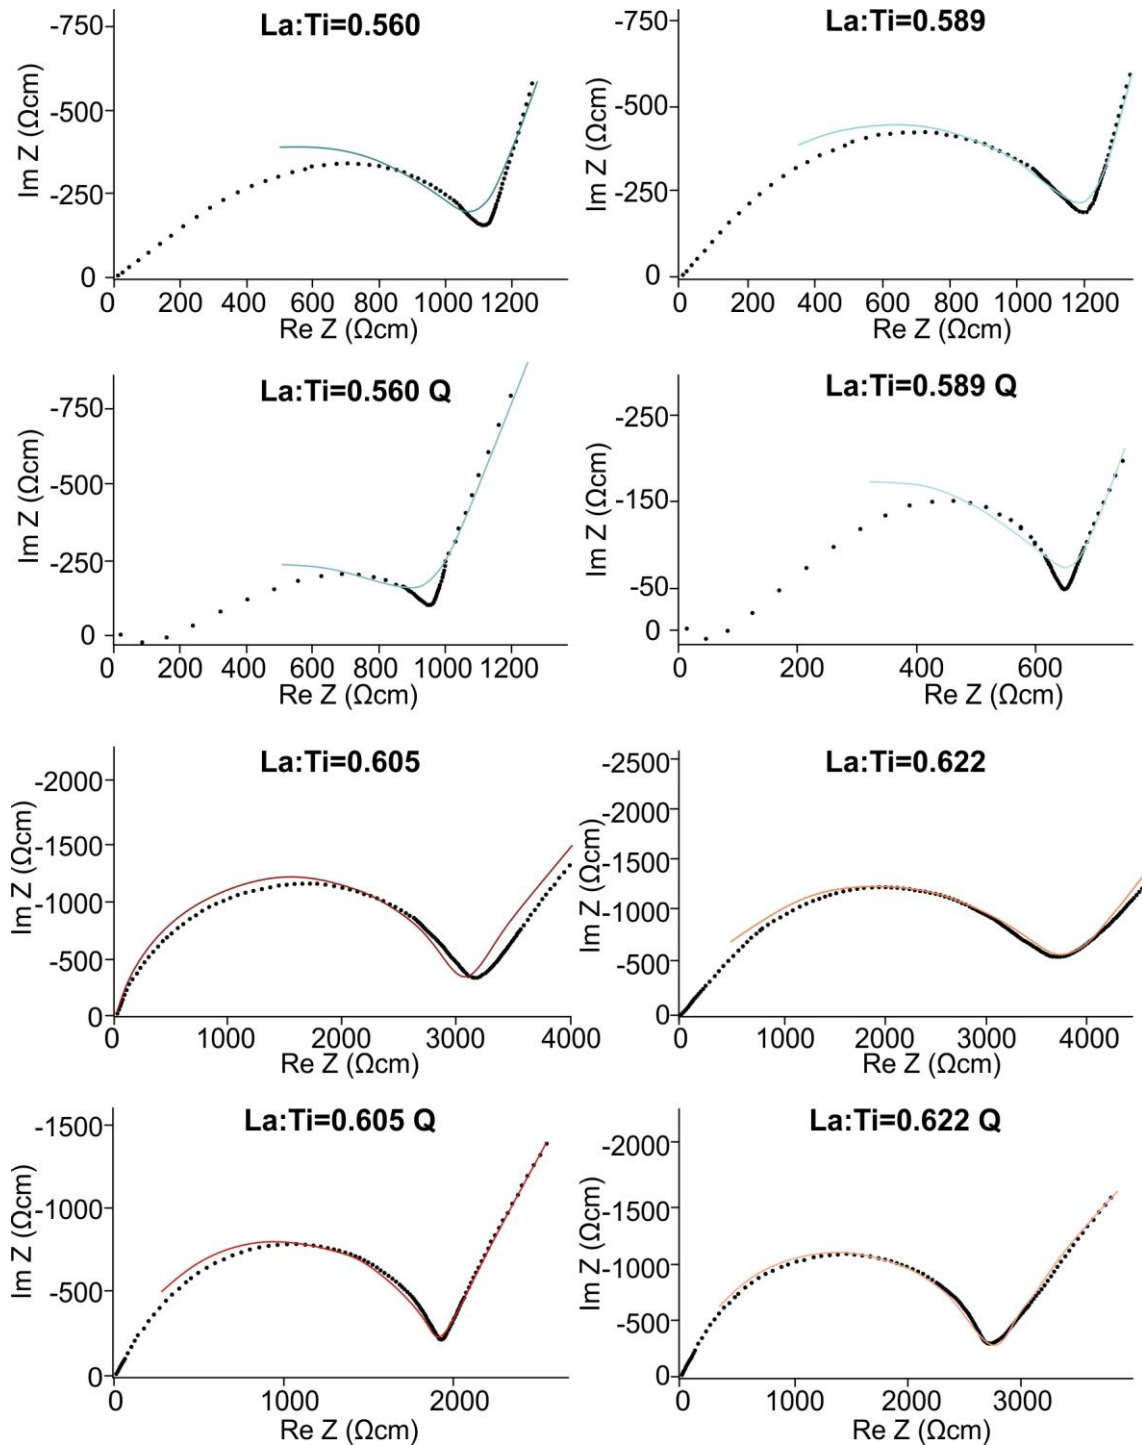 La:Ti=0.560
-750
-500
-250
0
Im Z (Ωcm)
0 200 400 600 800 1000 1200
Re Z (Ωcm)
La:Ti=0.589
-750
-500
-250
0
Im Z (Ωcm)
0 200 400 600 800 1000 1200
Re Z (Ωcm)
La:Ti=0.560 Q
-750
-500
-250
0
Im Z (Ωcm)
0 200 400 600 800 1000 1200
Re Z (Ωcm)
La:Ti=0.589 Q
-250
-150
-50
0
Im Z (Ωcm)
0 200 400 600
Re Z (Ωcm)
La:Ti=0.605
-2000
-1500
-1000
-500
0
Im Z (Ωcm)
0 1000 2000 3000 4000
Re Z (Ωcm)
La:Ti=0.622
-2500
-2000
-1500
-1000
-500
0
Im Z (Ωcm)
0 1000 2000 3000 4000
Re Z (Ωcm)
La:Ti=0.605 Q
-1500
-1000
-500
0
Im Z (Ωcm)
0 1000 2000
Re Z (Ωcm)
La:Ti=0.622 Q
-2000
-1500
-1000
-500
0
Im Z (Ωcm)
0 1000 2000 3000
Re Z (Ωcm)